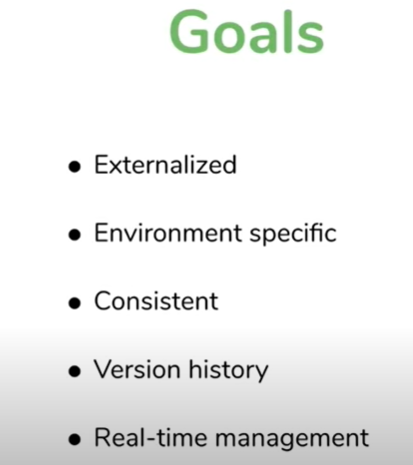 Goals
● Externalized
● Environment specific
● Consistent
● Version history
● Real-time management